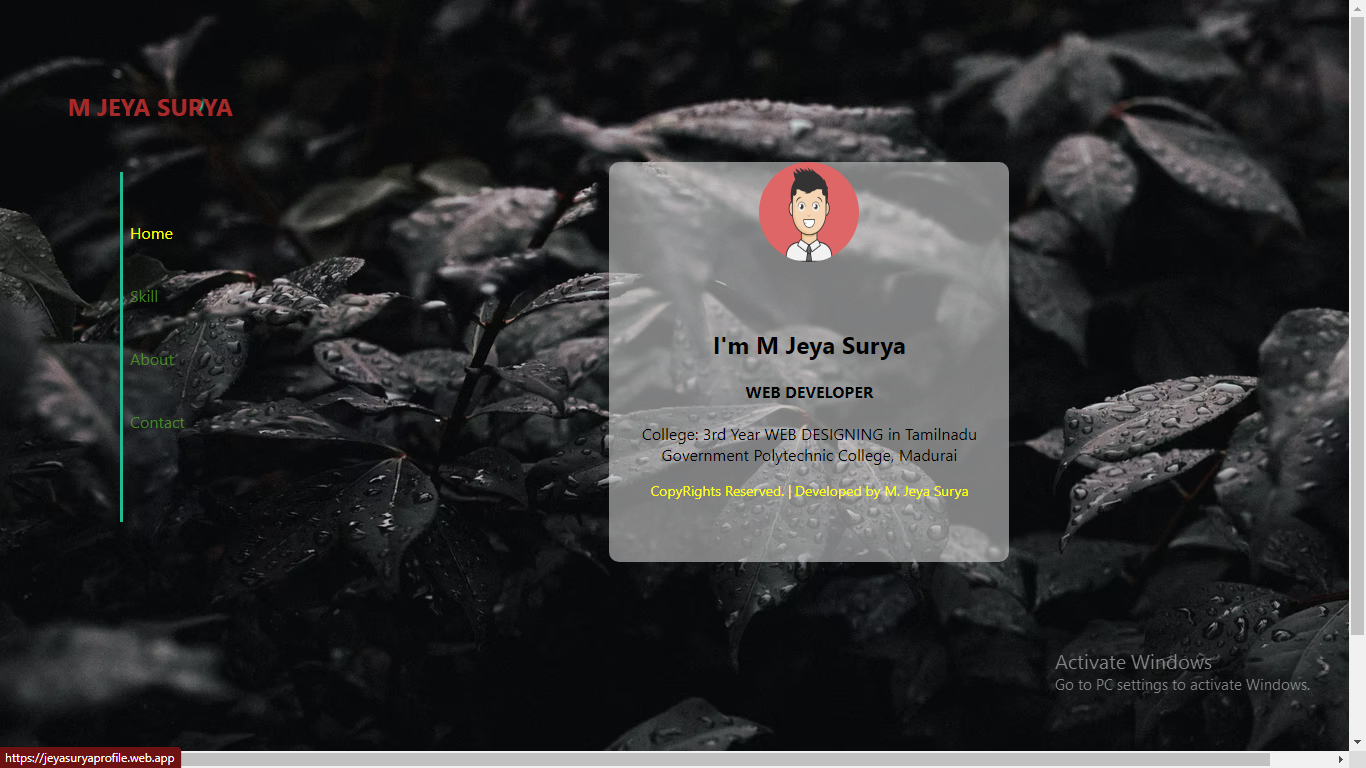 M JEYA SURYA
Home
Skill
About
Contact
I'm M Jeya Surya
WEB DEVELOPER
College: 3rd Year WEB DESIGNING in Tamilnadu
Government Polytechnic College, Madurai
CopyRights Reserved. | Developed by M. Jeya Surya
Activate Windows
Go to PC settings to activate Windows.
https://jeyasuryaprofile.web.app